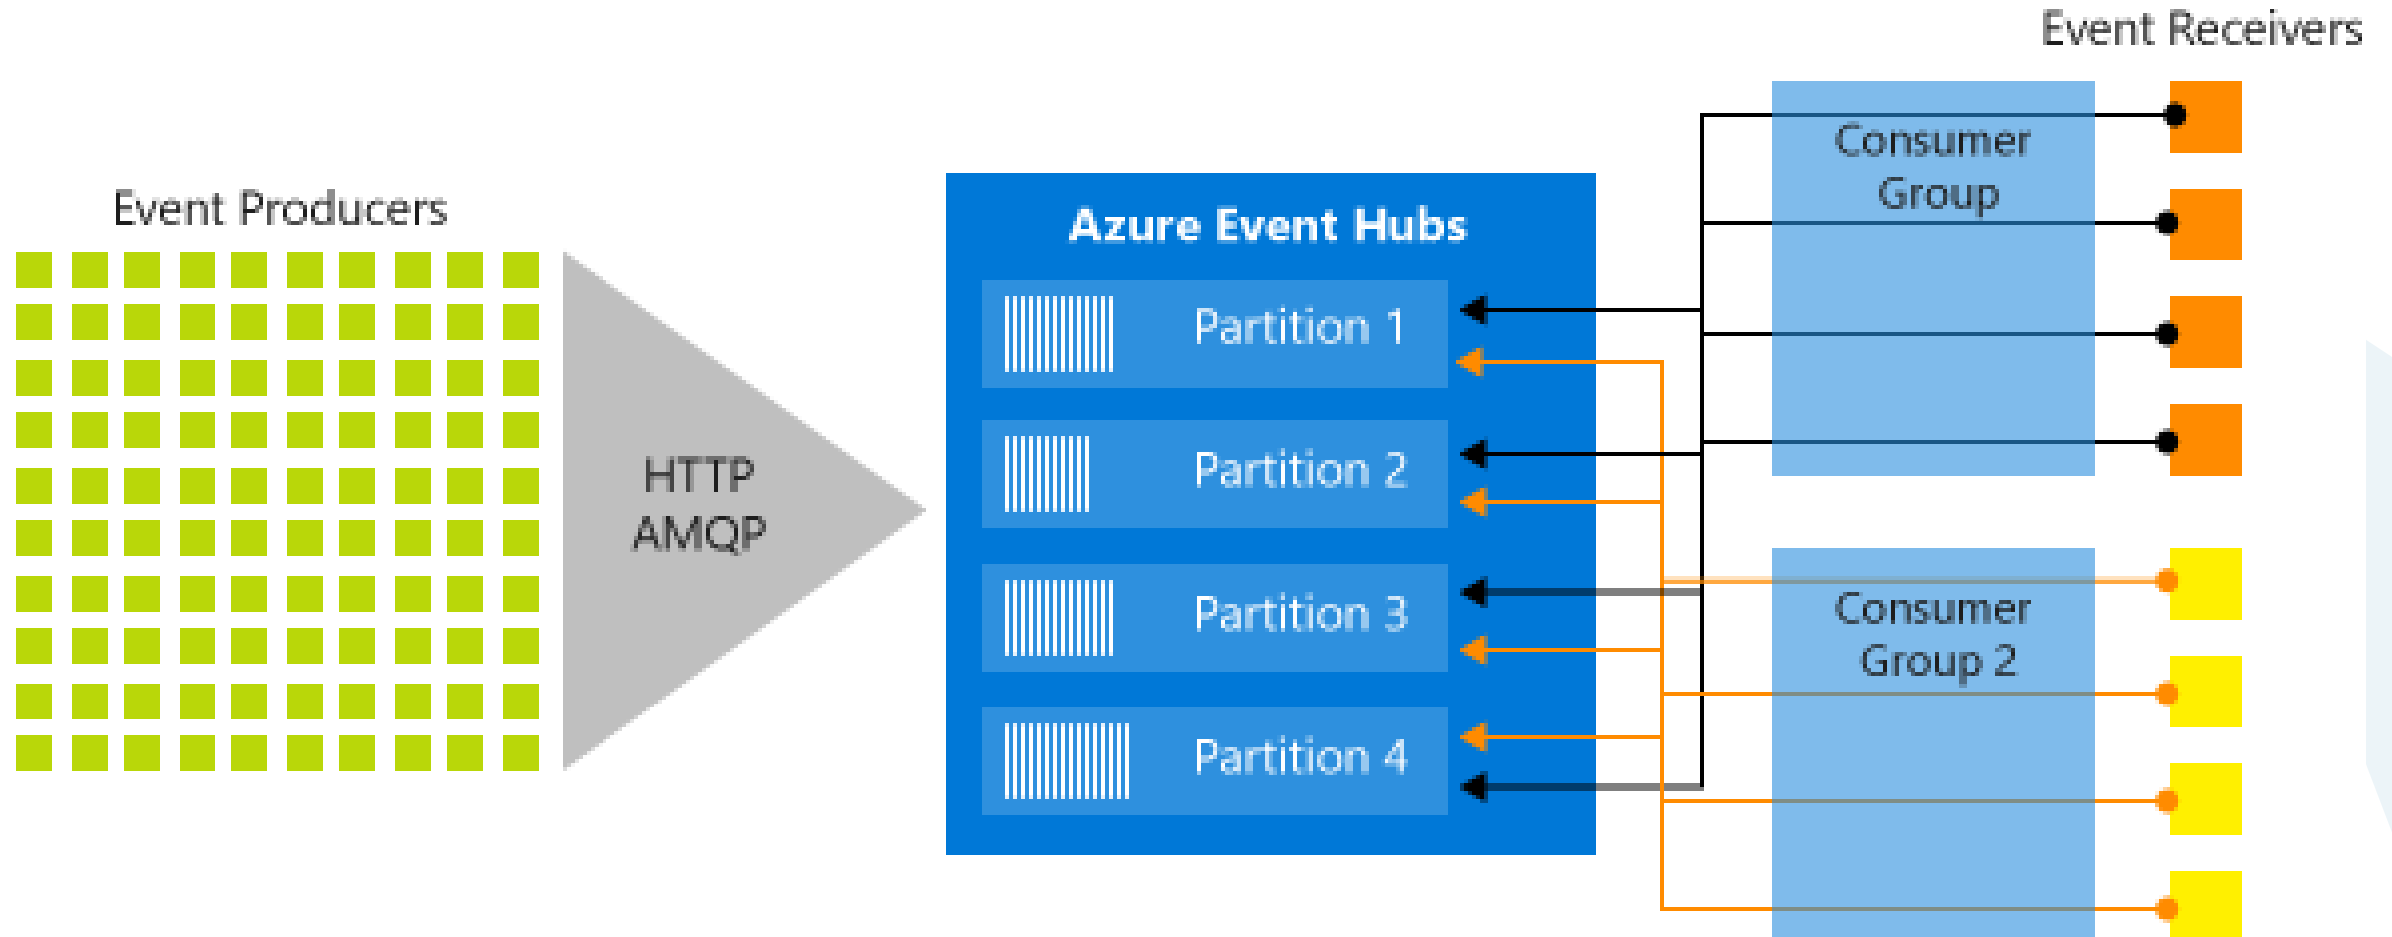 Event Receivers
Consumer
Group
Event Producers
Azure Event Hubs
Partition 1
HTTP
AMQP
Partition 2
Partition 3
Consumer
Group 2
Partition 4